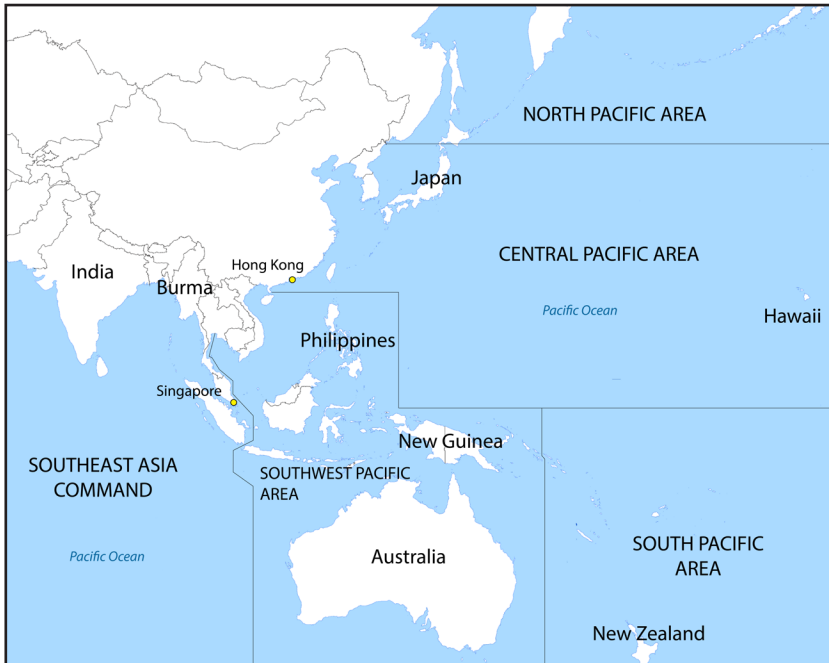 NORTH PACIFIC AREA
Japan
CENTRAL PACIFIC AREA
Hong Kong
India
Burma
Pacific Ocean
Hawaii
Philippines
Singapore
New Guinea
SOUTHEAST ASIA
COMMAND
SOUTHWEST PACIFIC
AREA
Pacific Ocean
Australia
SOUTH PACIFIC
AREA
New Zealand